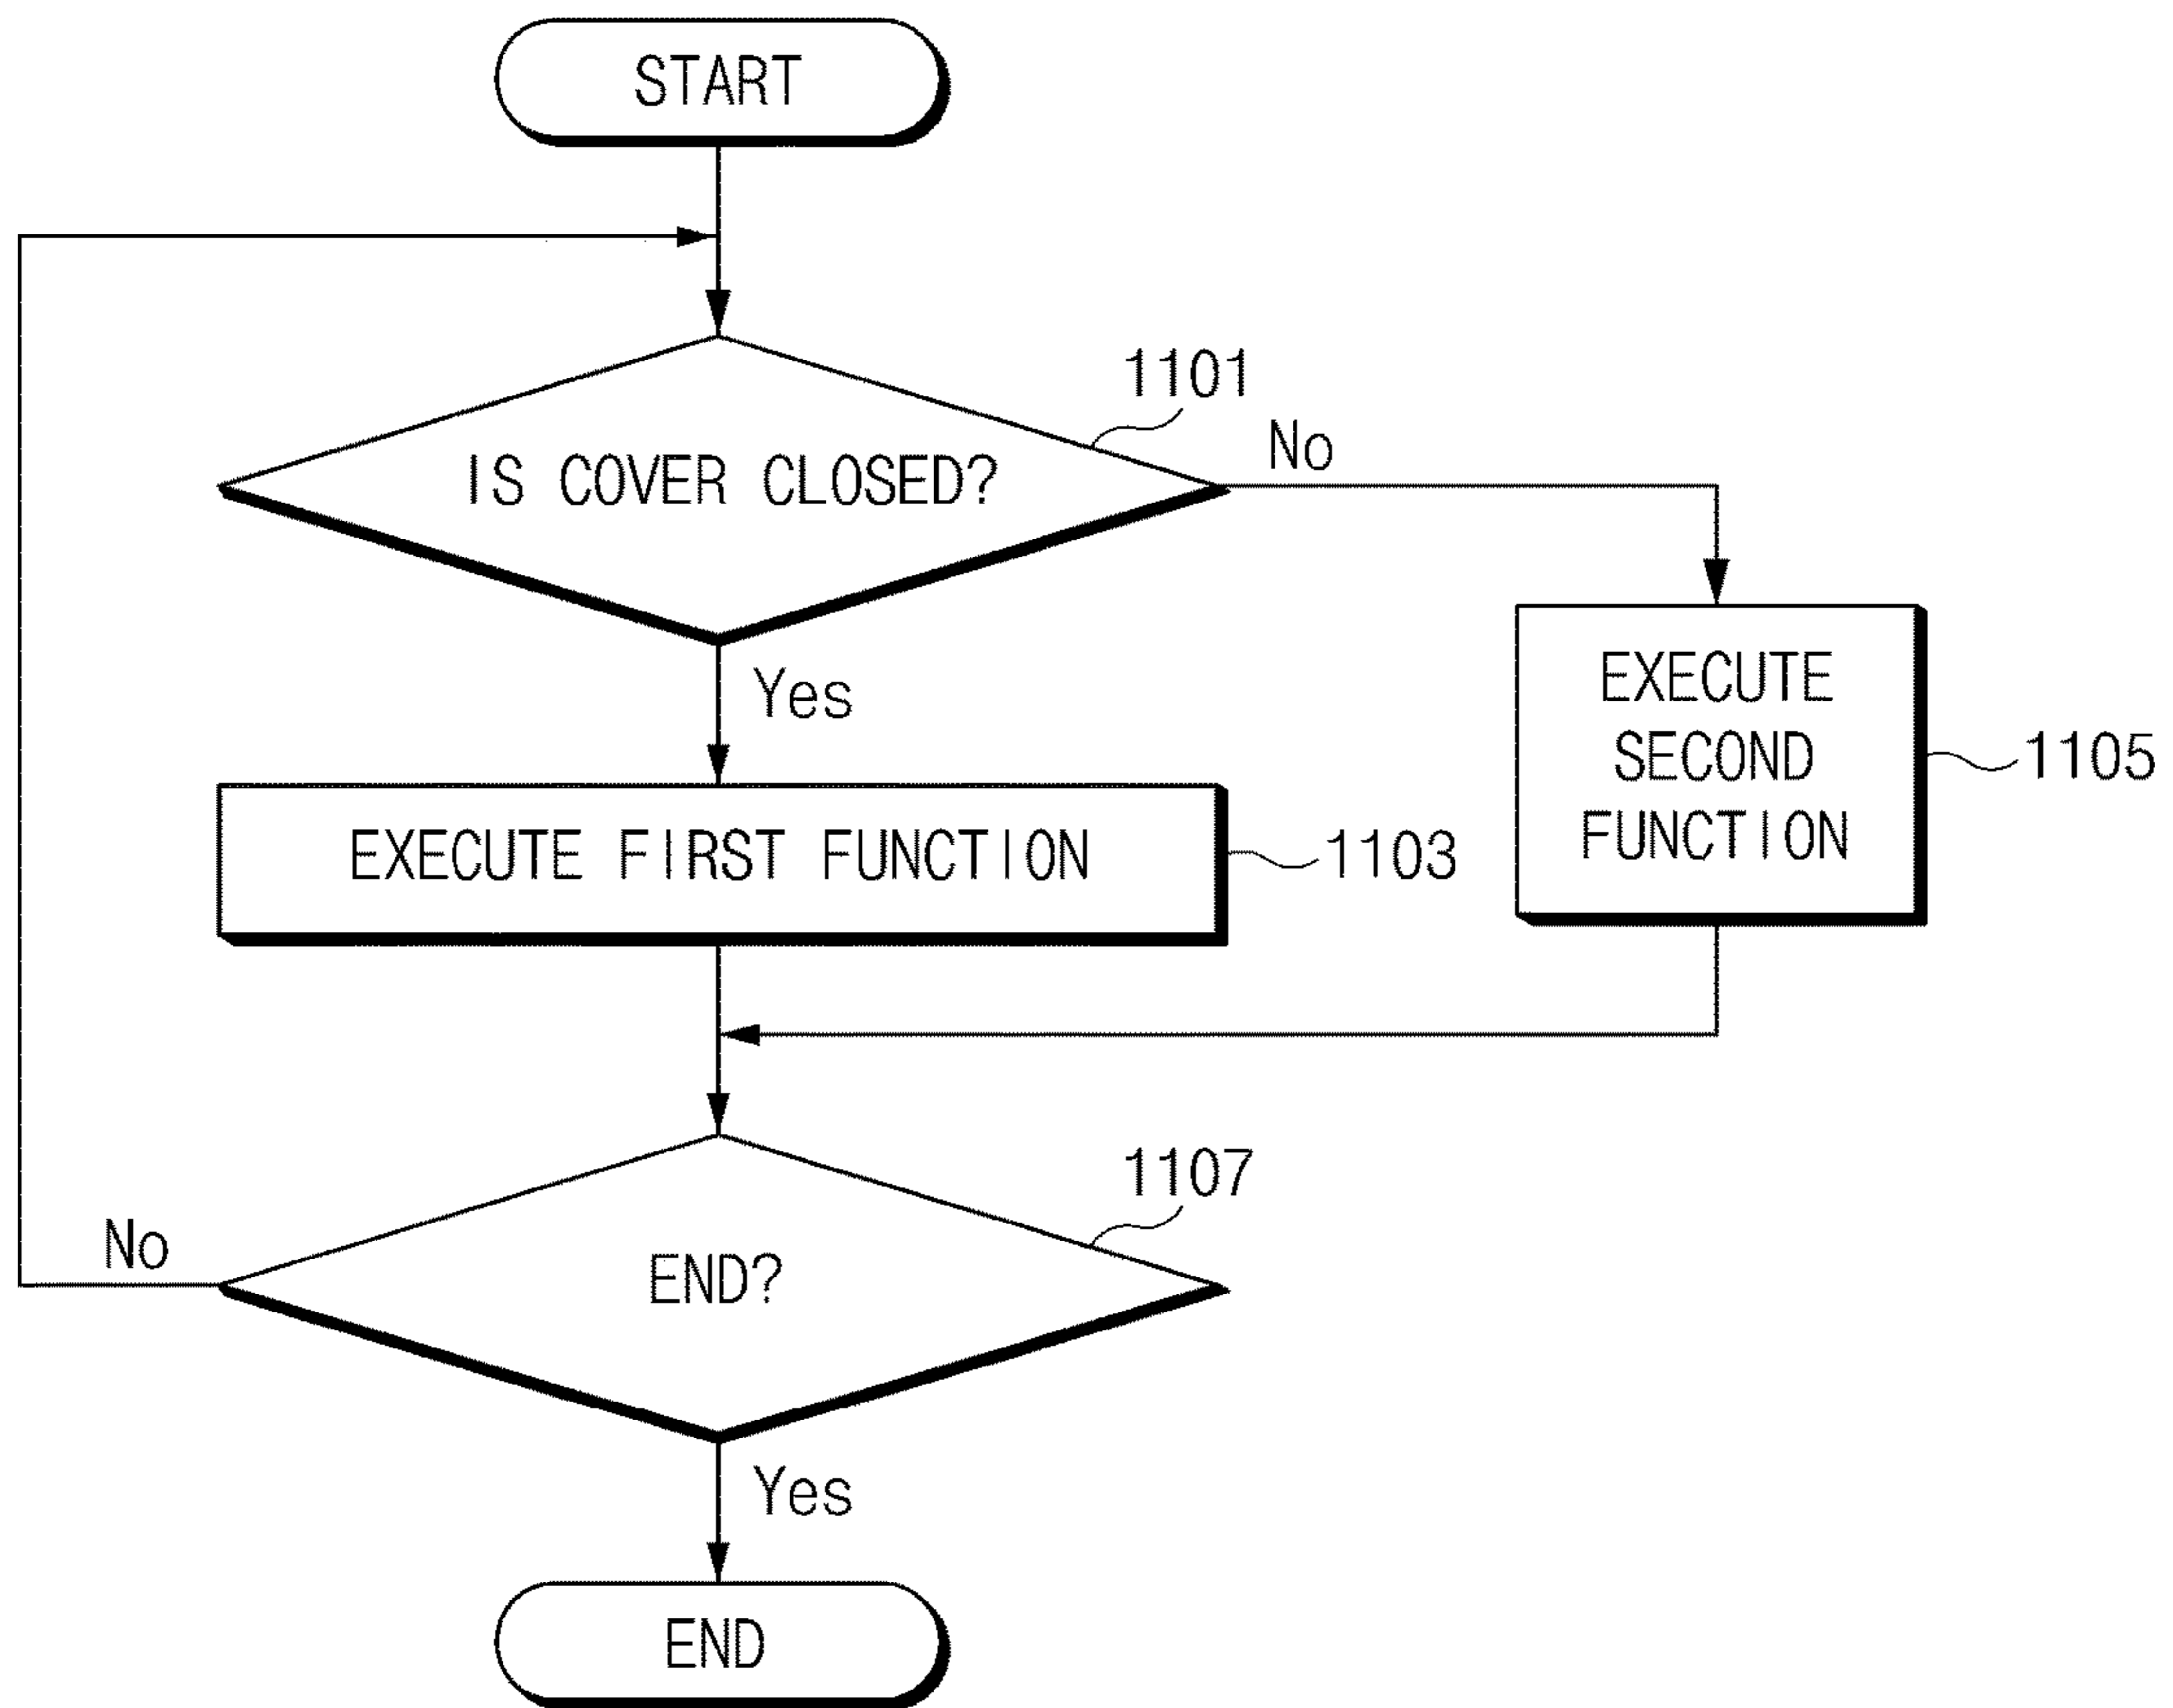 START
1101
No
IS COVER CLOSED?
Yes
EXECUTE
SECOND
FUNCTION
1105
EXECUTE FIRST FUNCTION
1103
1107
No
END?
Yes
END